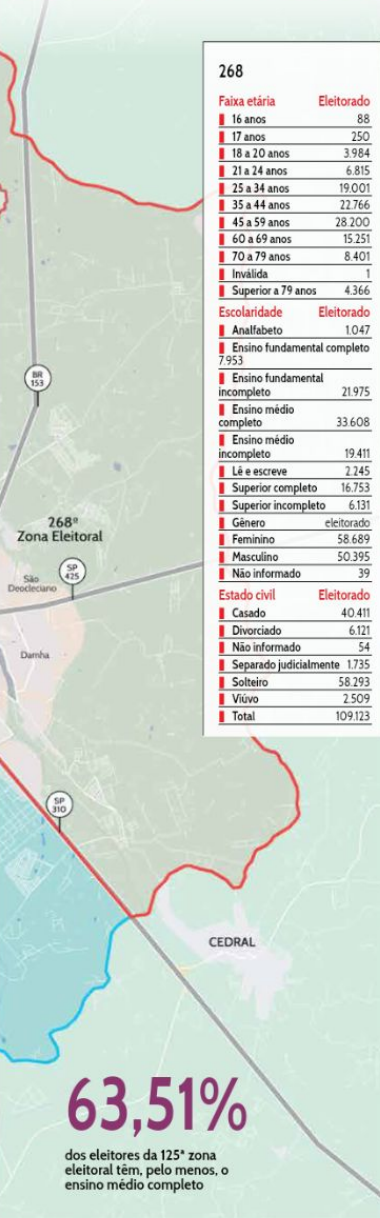 268
Faixa etária Eleitorado
16 anos 88
17 anos 250
18 a 20 anos 3.984
21 a 24 anos 6.815
25 a 34 anos 19.001
35 a 44 anos 22.766
45 a 59 anos 28.200
60 a 69 anos 15.251
70 a 79 anos 8.401
Inválida 1
Superior a 79 anos 4.366
Escolaridade Eleitorado
Analfabeto 1.047
Ensino fundamental completo
7.953
Ensino fundamental
incompleto 21.975
Ensino médio
completo 33.608
Ensino médio
incompleto 19.411
Lê e escreve 2.245
Superior completo 16.753
Superior incompleto 6.131
Gênero eleitorado
Feminino 58.689
Masculino 50.395
Não informado 39
Estado civil Eleitorado
Casado 40.411
Divorciado 6.121
Não informado 54
Separado judicialmente 1.735
Solteiro 58.293
Viúvo 2.509
Total 109.123
BR
153
268ª
Zona Eleitoral
SP
425
São
Deocleciano
Damha
SP
310
CEDRAL
63,51%
dos eleitores da 125ª zona
eleitoral têm, pelo menos, o
ensino médio completo